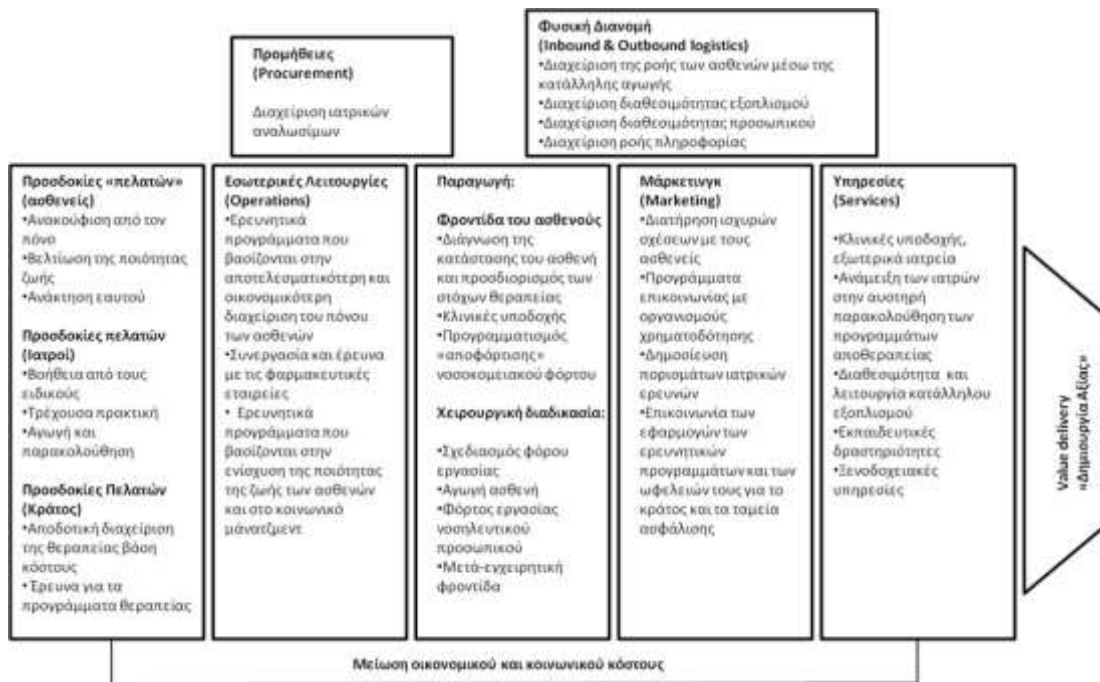 Προμήθειες
(Procurement)
Διαχείριση ιατρικών
αναλωσίμων
Φυσική Διανομή
(Inbound & Outbound logistics)
•Διαχείριση της ροής των ασθενών μέσω της
κατάλληλης αγωγής
•Διαχείριση διαθεσιμότητας εξοπλισμού
•Διαχείριση διαθεσιμότητας προσωπικού
•Διαχείριση ροής πληροφορίας
Προσδοκίες «πελατών»
(ασθενείς)
•Ανακούφιση από τον
πόνο
•Βελτίωση της ποιότητας
ζωής
•Ανάκτηση εαυτού
Προσδοκίες πελατών
(Ιατροί)
•Βοήθεια από τους
ειδικούς
•Τρέχουσα πρακτική
•Αγωγή και
παρακολούθηση
Προσδοκίες Πελατών
(Κράτος)
•Αποδοτική διαχείριση
της θεραπείας βάση
κόστους
• Έρευνα για τα
προγράμματα θεραπείας
Εσωτερικές Λειτουργίες
(Operations)
•Ερευνητικά
προγράμματα που
βασίζονται στην
αποτελεσματικότερη και
οικονομικότερη
διαχείριση του πόνου
των ασθενών
•Συνεργασία και έρευνα
με τις φαρμακευτικές
εταιρείες
• Ερευνητικά
προγράμματα που
βασίζονται στην
ενίσχυση της ποιότητας
της ζωής των ασθενών
και στο κοινωνικό
μάνατζμεντ
Παραγωγή:
Φροντίδα του ασθενούς
•Διάγνωση της
κατάστασης του ασθενή
και προσδιορισμός των
στόχων θεραπείας
•Κλινικές υποδοχής
•Προγραμματισμός
«αποφόρτισης»
νοσοκομειακού φόρτου
Χειρουργική διαδικασία:
•Σχεδιασμός φόρου
εργασίας
•Αγωγή ασθενή
•Φόρτος εργασίας
νοσηλευτικού
προσωπικού
•Μετά-εγχειρητική
φροντίδα
Μάρκετινγκ
(Marketing)
•Διατήρηση ισχυρών
σχέσεων με τους
ασθενείς
•Προγράμματα
επικοινωνίας με
οργανισμούς
χρηματοδότησης
•Δημοσίευση
πορισμάτων ιατρικών
ερευνών
•Επικοινωνία των
εφαρμογών των
ερευνητικών
προγραμμάτων και των
ωφελειών τους για το
κράτος και τα ταμεία
ασφάλισης
Υπηρεσίες
(Services)
•Κλινικές υποδοχής,
εξωτερικά ιατρεία
•Ανάμειξη των ιατρών
στην αυστηρή
παρακολούθηση των
προγραμμάτων
αποθεραπείας
•Διαθεσιμότητα και
λειτουργία κατάλληλου
εξοπλισμού
•Εκπαιδευτικές
δραστηριότητες
•Ξενοδοχειακές
υπηρεσίες
Value delivery
«Δημιουργία Αξίας»
Μείωση οικονομικού και κοινωνικού κόστους